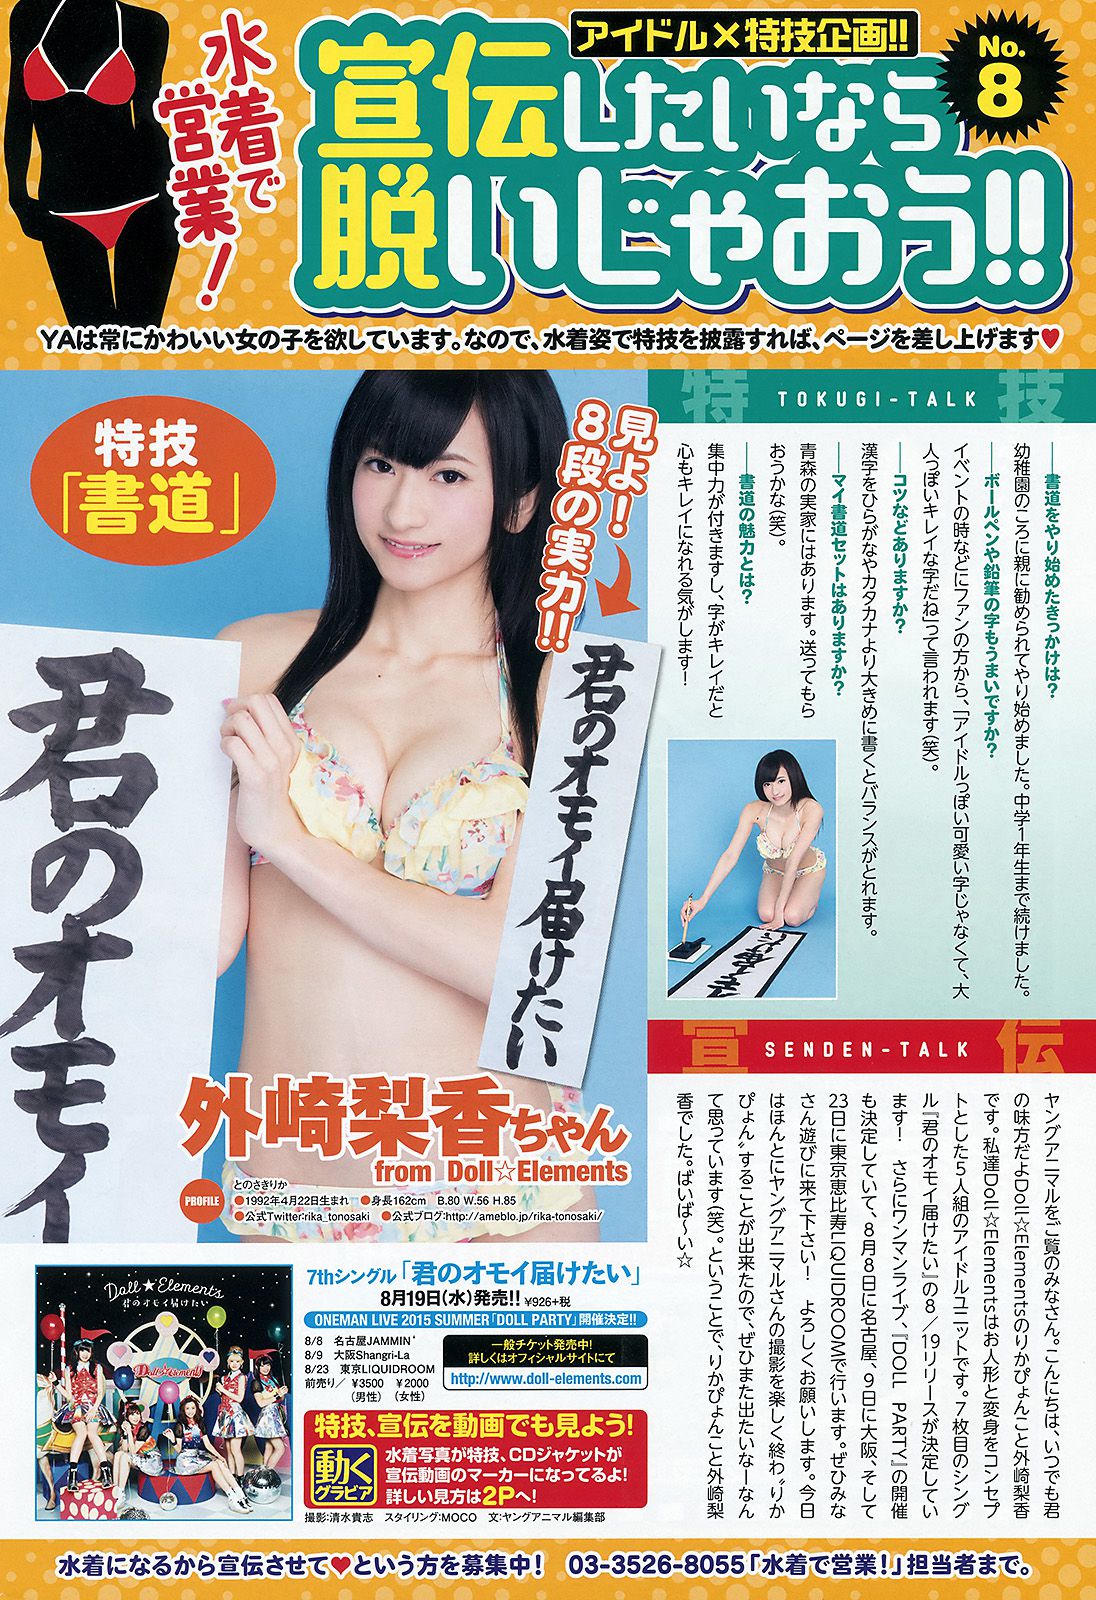 水着で
営業!
アイドル×特技企画!!
No.
8
宣伝したいなら
脱いじゃおう!!
YAは常にかわいい女の子を欲しています。なので、水着姿で特技を披露すれば、ページを差し上げます♥
特技
「書道」
見よ!
8段の実力!!
君のオモイ
君のオモイ届けたい
特 TOKUGI-TALK 技
――書道をやり始めたきっかけは?
幼稚園のころに親に勧められてやり始めました。中学1年生まで続けました。
――ボールペンや鉛筆の字もうまいですか?
イベントの時などにファンの方から、「アイドルっぽい可愛い字じゃなくて、大
人っぽいキレイな字だね」って言われます(笑)。
――コツなどありますか?
漢字をひらがなやカタカナより大きめに書くとバランスがとれます。
――マイ書道セットはありますか?
青森の実家にはあります。送ってもら
おうかな(笑)。
――書道の魅力とは?
集中力が付きますし、字がキレイだと
心もキレイになれる気がします!
宣 SENDEN-TALK 伝
ヤングアニマルをご覧のみなさん。こんにちは、いつでも君
の味方だよDoll☆Elementsのりかぴょんこと外崎梨香
です。私達Doll☆Elementsはお人形と変身をコンセプ
トとした5人組のアイドルユニットです。7枚目のシング
ル『君のオモイ届けたい』の8/19リリースが決定してい
ます! さらにワンマンライブ、『DOLL PARTY』の開催
も決定していて、8月8日に名古屋、9日に大阪、そして
23日に東京恵比寿LIQUIDROOMで行います。ぜひみな
さん遊びに来て下さい! よろしくお願いします。今日
はほんとにヤングアニマルさんの撮影を楽しく終わ〝りか
ぴょん〟することが出来たので、ぜひまた出たいなーなん
て思っています(笑)。ということで、りかぴょんこと外崎梨
香でした。ばいば〜い☆
外崎梨香ちゃん
from Doll☆Elements
PROFILE
とのさきりか
●1992年4月22日生まれ ●身長162cm B.80 W.56 H.85
●公式Twitter:rika_tonosaki ●公式ブログ:http://ameblo.jp/rika-tonosaki/
Doll★Elements
君のオモイ届けたい
Doll☆Elements
7thシングル「君のオモイ届けたい」
8月19日(水)発売!! ¥926+税
ONEMAN LIVE 2015 SUMMER「DOLL PARTY」開催決定!!
8/8 名古屋JAMMIN'
8/9 大阪Shangri-La
8/23 東京LIQUIDROOM
前売り/ ¥3500 ¥2000
(男性) (女性)
一般チケット発売中!
詳しくはオフィシャルサイトにて
http://www.doll-elements.com
特技、宣伝を動画でも見よう!
動く
グラビア
水着写真が特技、CDジャケットが
宣伝動画のマーカーになってるよ!
詳しい見方は2Pへ!
撮影:清水貴志 スタイリング:MOCO 文:ヤングアニマル編集部
水着になるから宣伝させて♥という方を募集中! 03-3526-8055「水着で営業!」担当者まで。